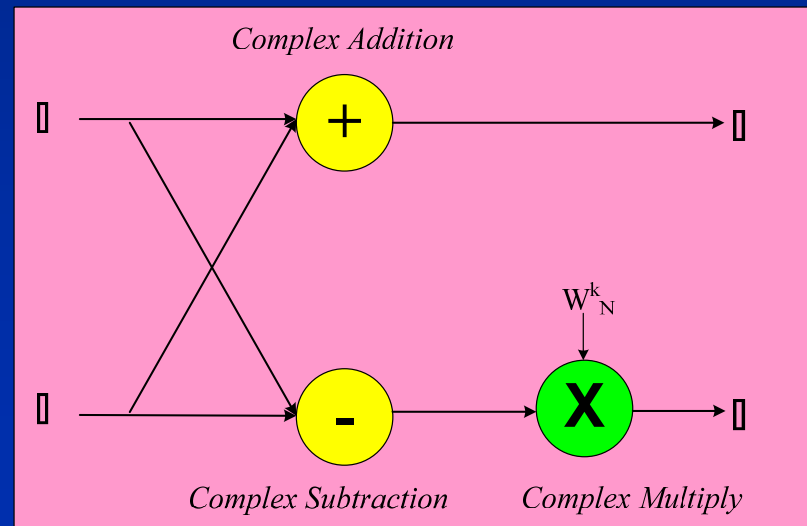 Complex Addition
+
W^k_N
-
X
Complex Subtraction
Complex Multiply